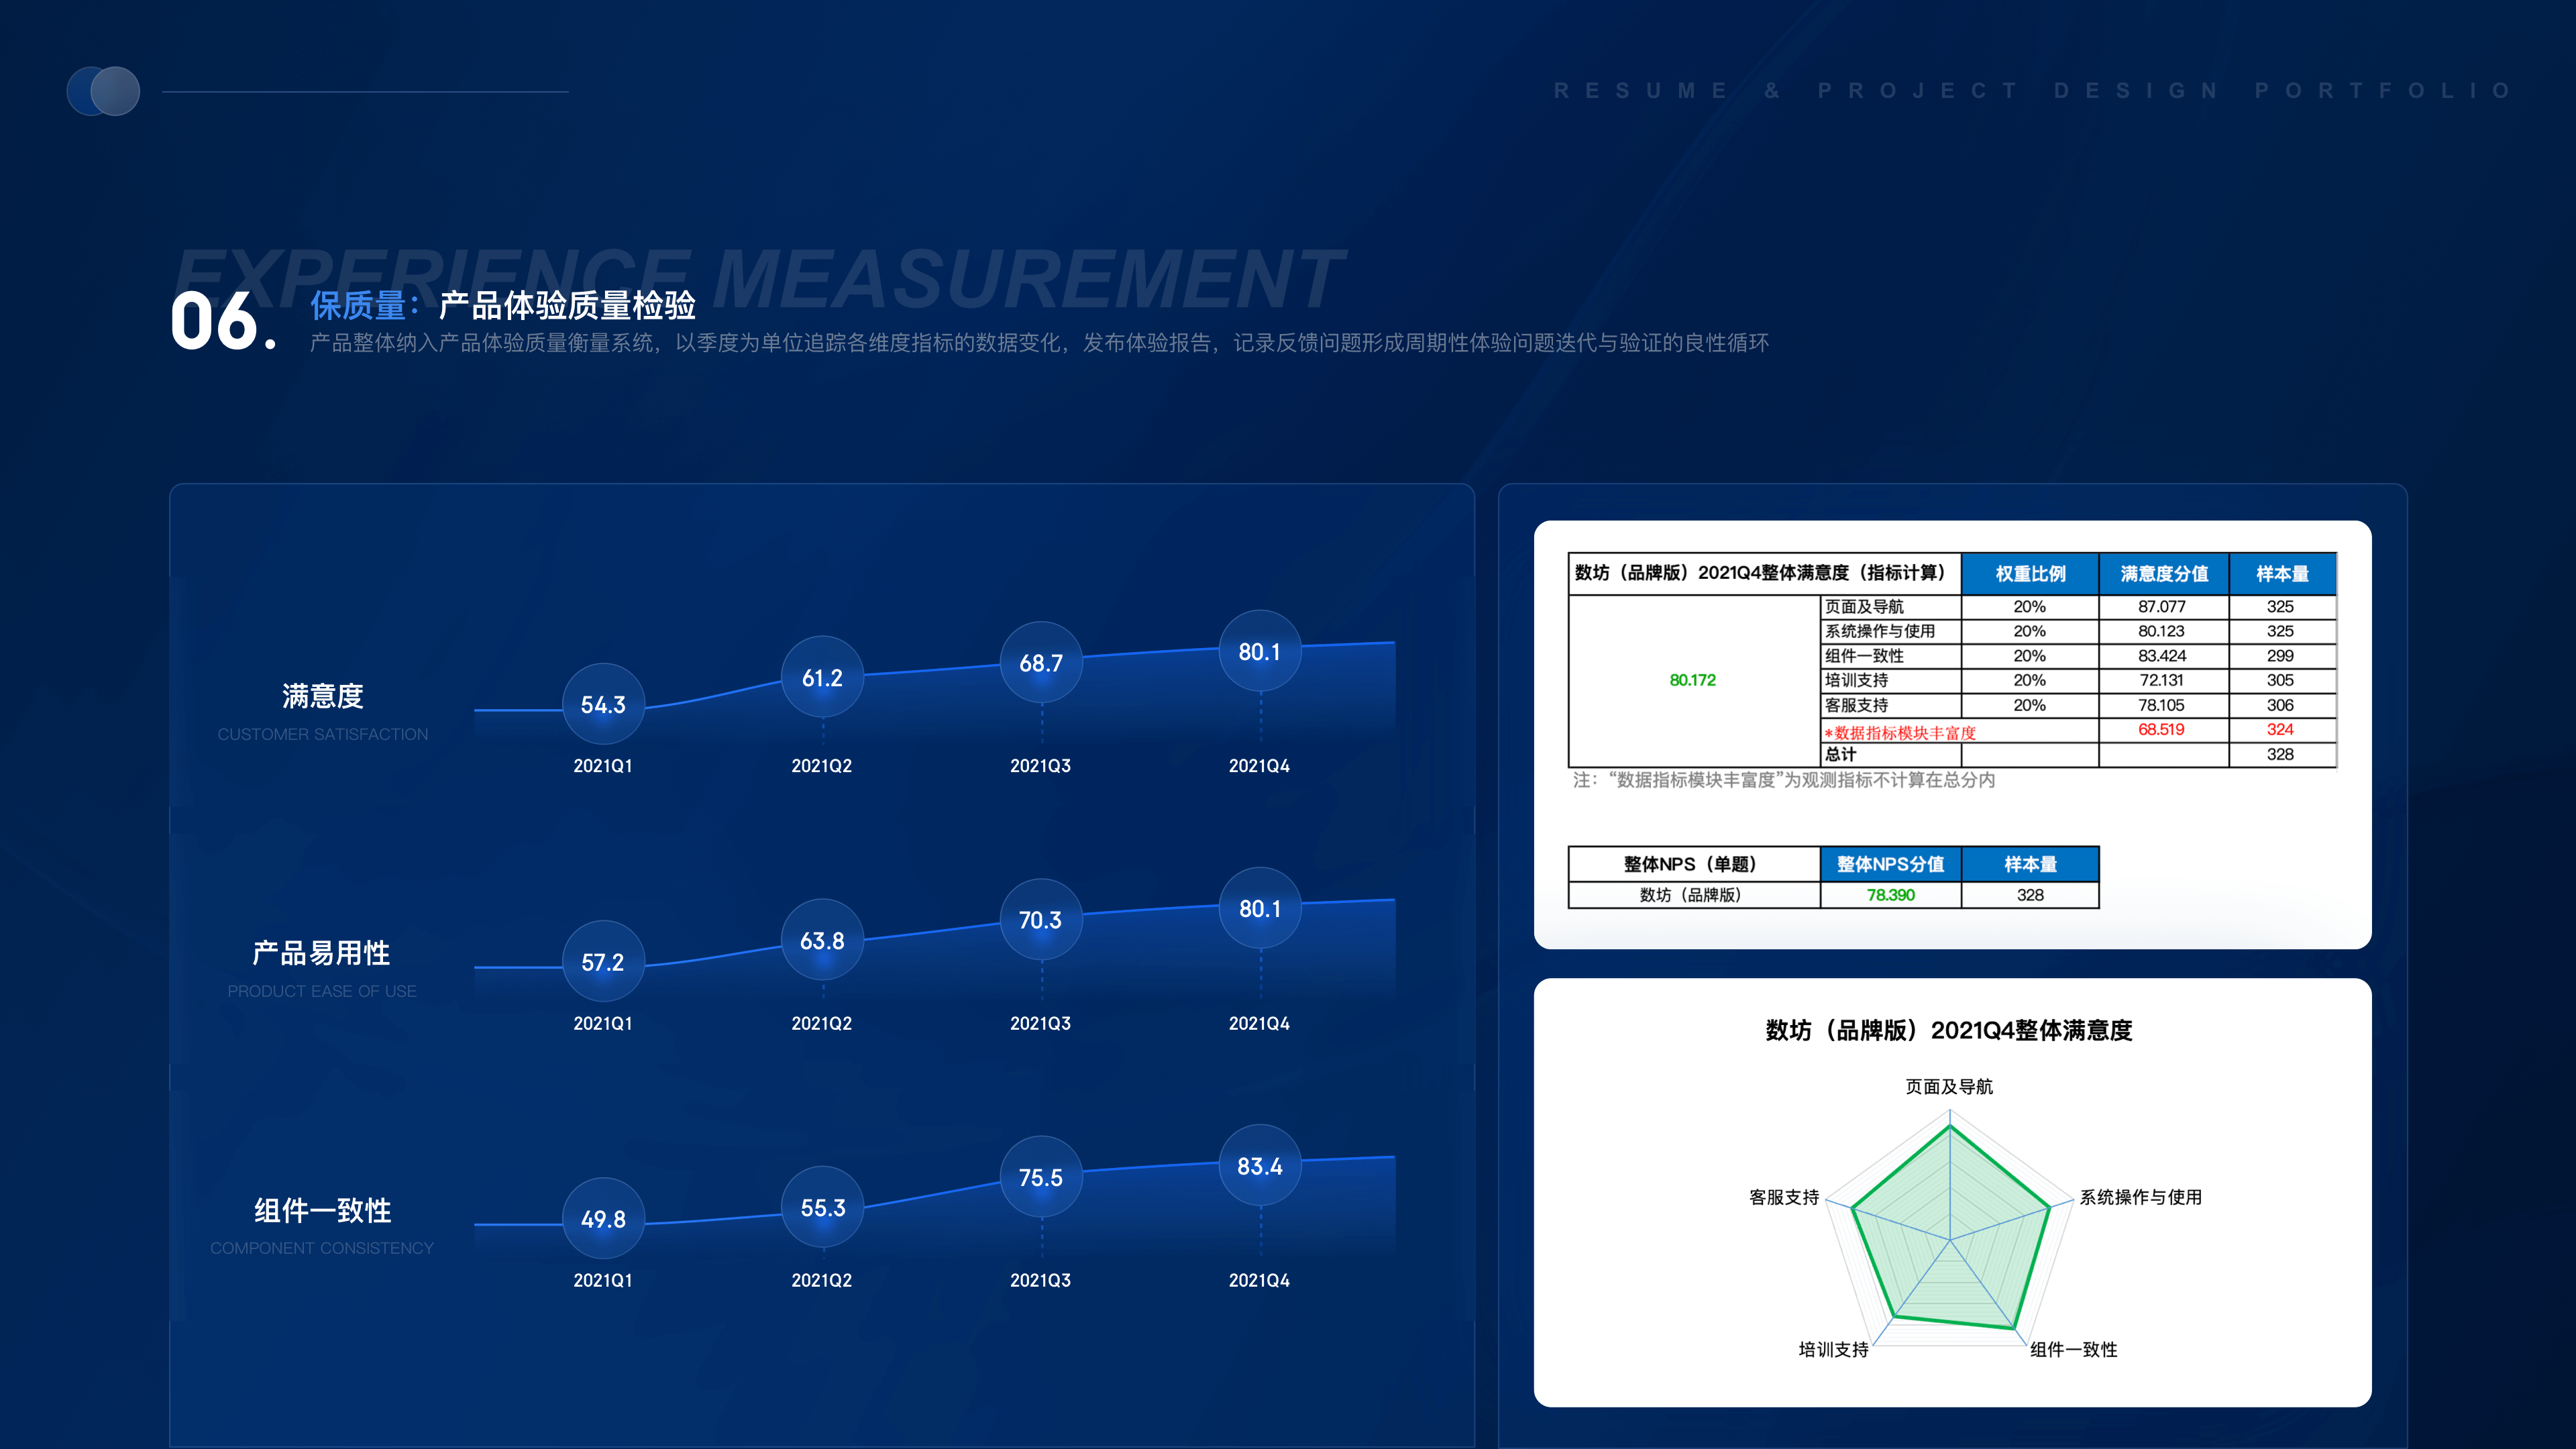 RESUME & PROJECT DESIGN PORTFOLIO
EXPERIENCE MEASUREMENT
06.
保质量：产品体验质量检验
产品整体纳入产品体验质量衡量系统，以季度为单位追踪各维度指标的数据变化，发布体验报告，记录反馈问题形成周期性体验问题迭代与验证的良性循环
满意度
CUSTOMER SATISFACTION
54.3 61.2 68.7 80.1
2021Q1 2021Q2 2021Q3 2021Q4
产品易用性
PRODUCT EASE OF USE
57.2 63.8 70.3 80.1
2021Q1 2021Q2 2021Q3 2021Q4
组件一致性
COMPONENT CONSISTENCY
49.8 55.3 75.5 83.4
2021Q1 2021Q2 2021Q3 2021Q4
数坊（品牌版）2021Q4整体满意度（指标计算） 权重比例 满意度分值 样本量
页面及导航 20% 87.077 325
系统操作与使用 20% 80.123 325
组件一致性 20% 83.424 299
80.172 培训支持 20% 72.131 305
客服支持 20% 78.105 306
*数据指标模块丰富度 68.519 324
总计 328
注：“数据指标模块丰富度”为观测指标不计算在总分内
整体NPS（单题） 整体NPS分值 样本量
数坊（品牌版） 78.390 328
数坊（品牌版）2021Q4整体满意度
页面及导航
客服支持 系统操作与使用
培训支持 组件一致性